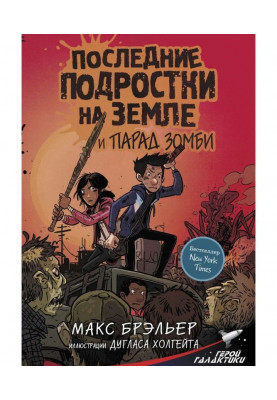 ПОСЛЕДНИЕ
ПОДРОСТКИ
НА ЗЕМЛЕ
И ПАРАД ЗОМБИ
Бестселлер
New York
Times
МАКС БРЭЛЬЕР
ИЛЛЮСТРАЦИИ ДУГЛАСА ХОЛГЕЙТА
ГЕРОИ
ГАЛАКТИКИ